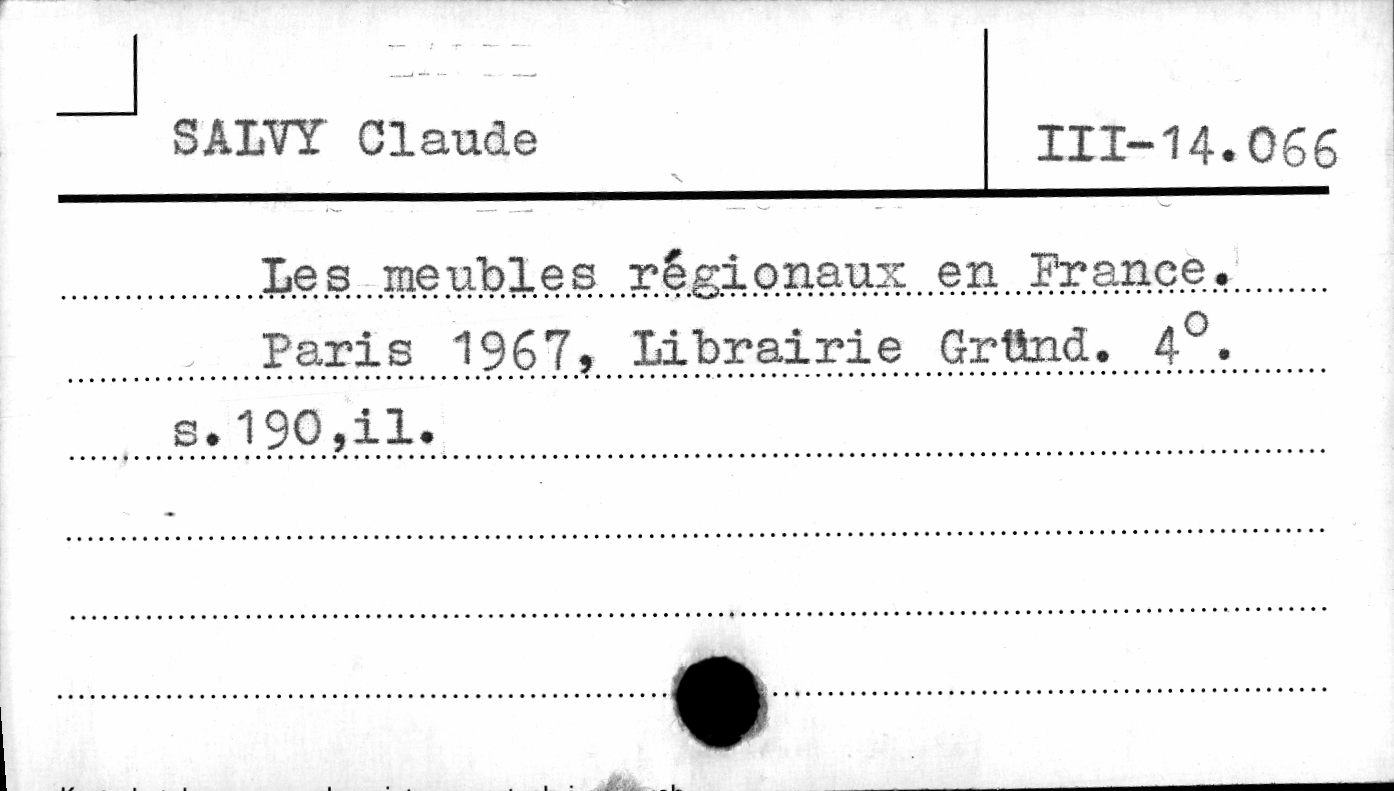 SALVY Claude
III-14.066
Les meubles régionaux en France.
Paris 1967, Librairie Gründ. 4°.
s.190,il.